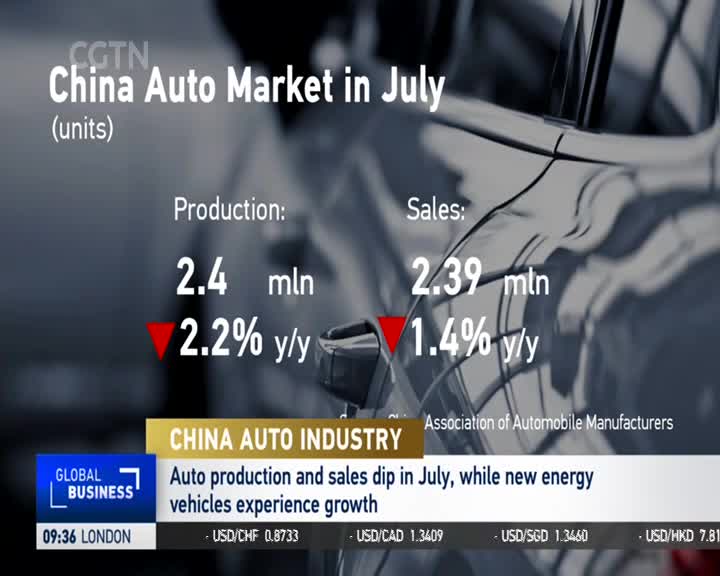 CGTN
China Auto Market in July
(units)
Production: Sales:
2.4 mln 2.39 mln
2.2% y/y 1.4% y/y
Association of Automobile Manufacturers
CHINA AUTO INDUSTRY
GLOBAL BUSINESS
Auto production and sales dip in July, while new energy
vehicles experience growth
09:36 LONDON
- USD/CHF 0.8733 - USD/CAD 1.3409 - USD/SGD 1.3460 - USD/HKD 7.81